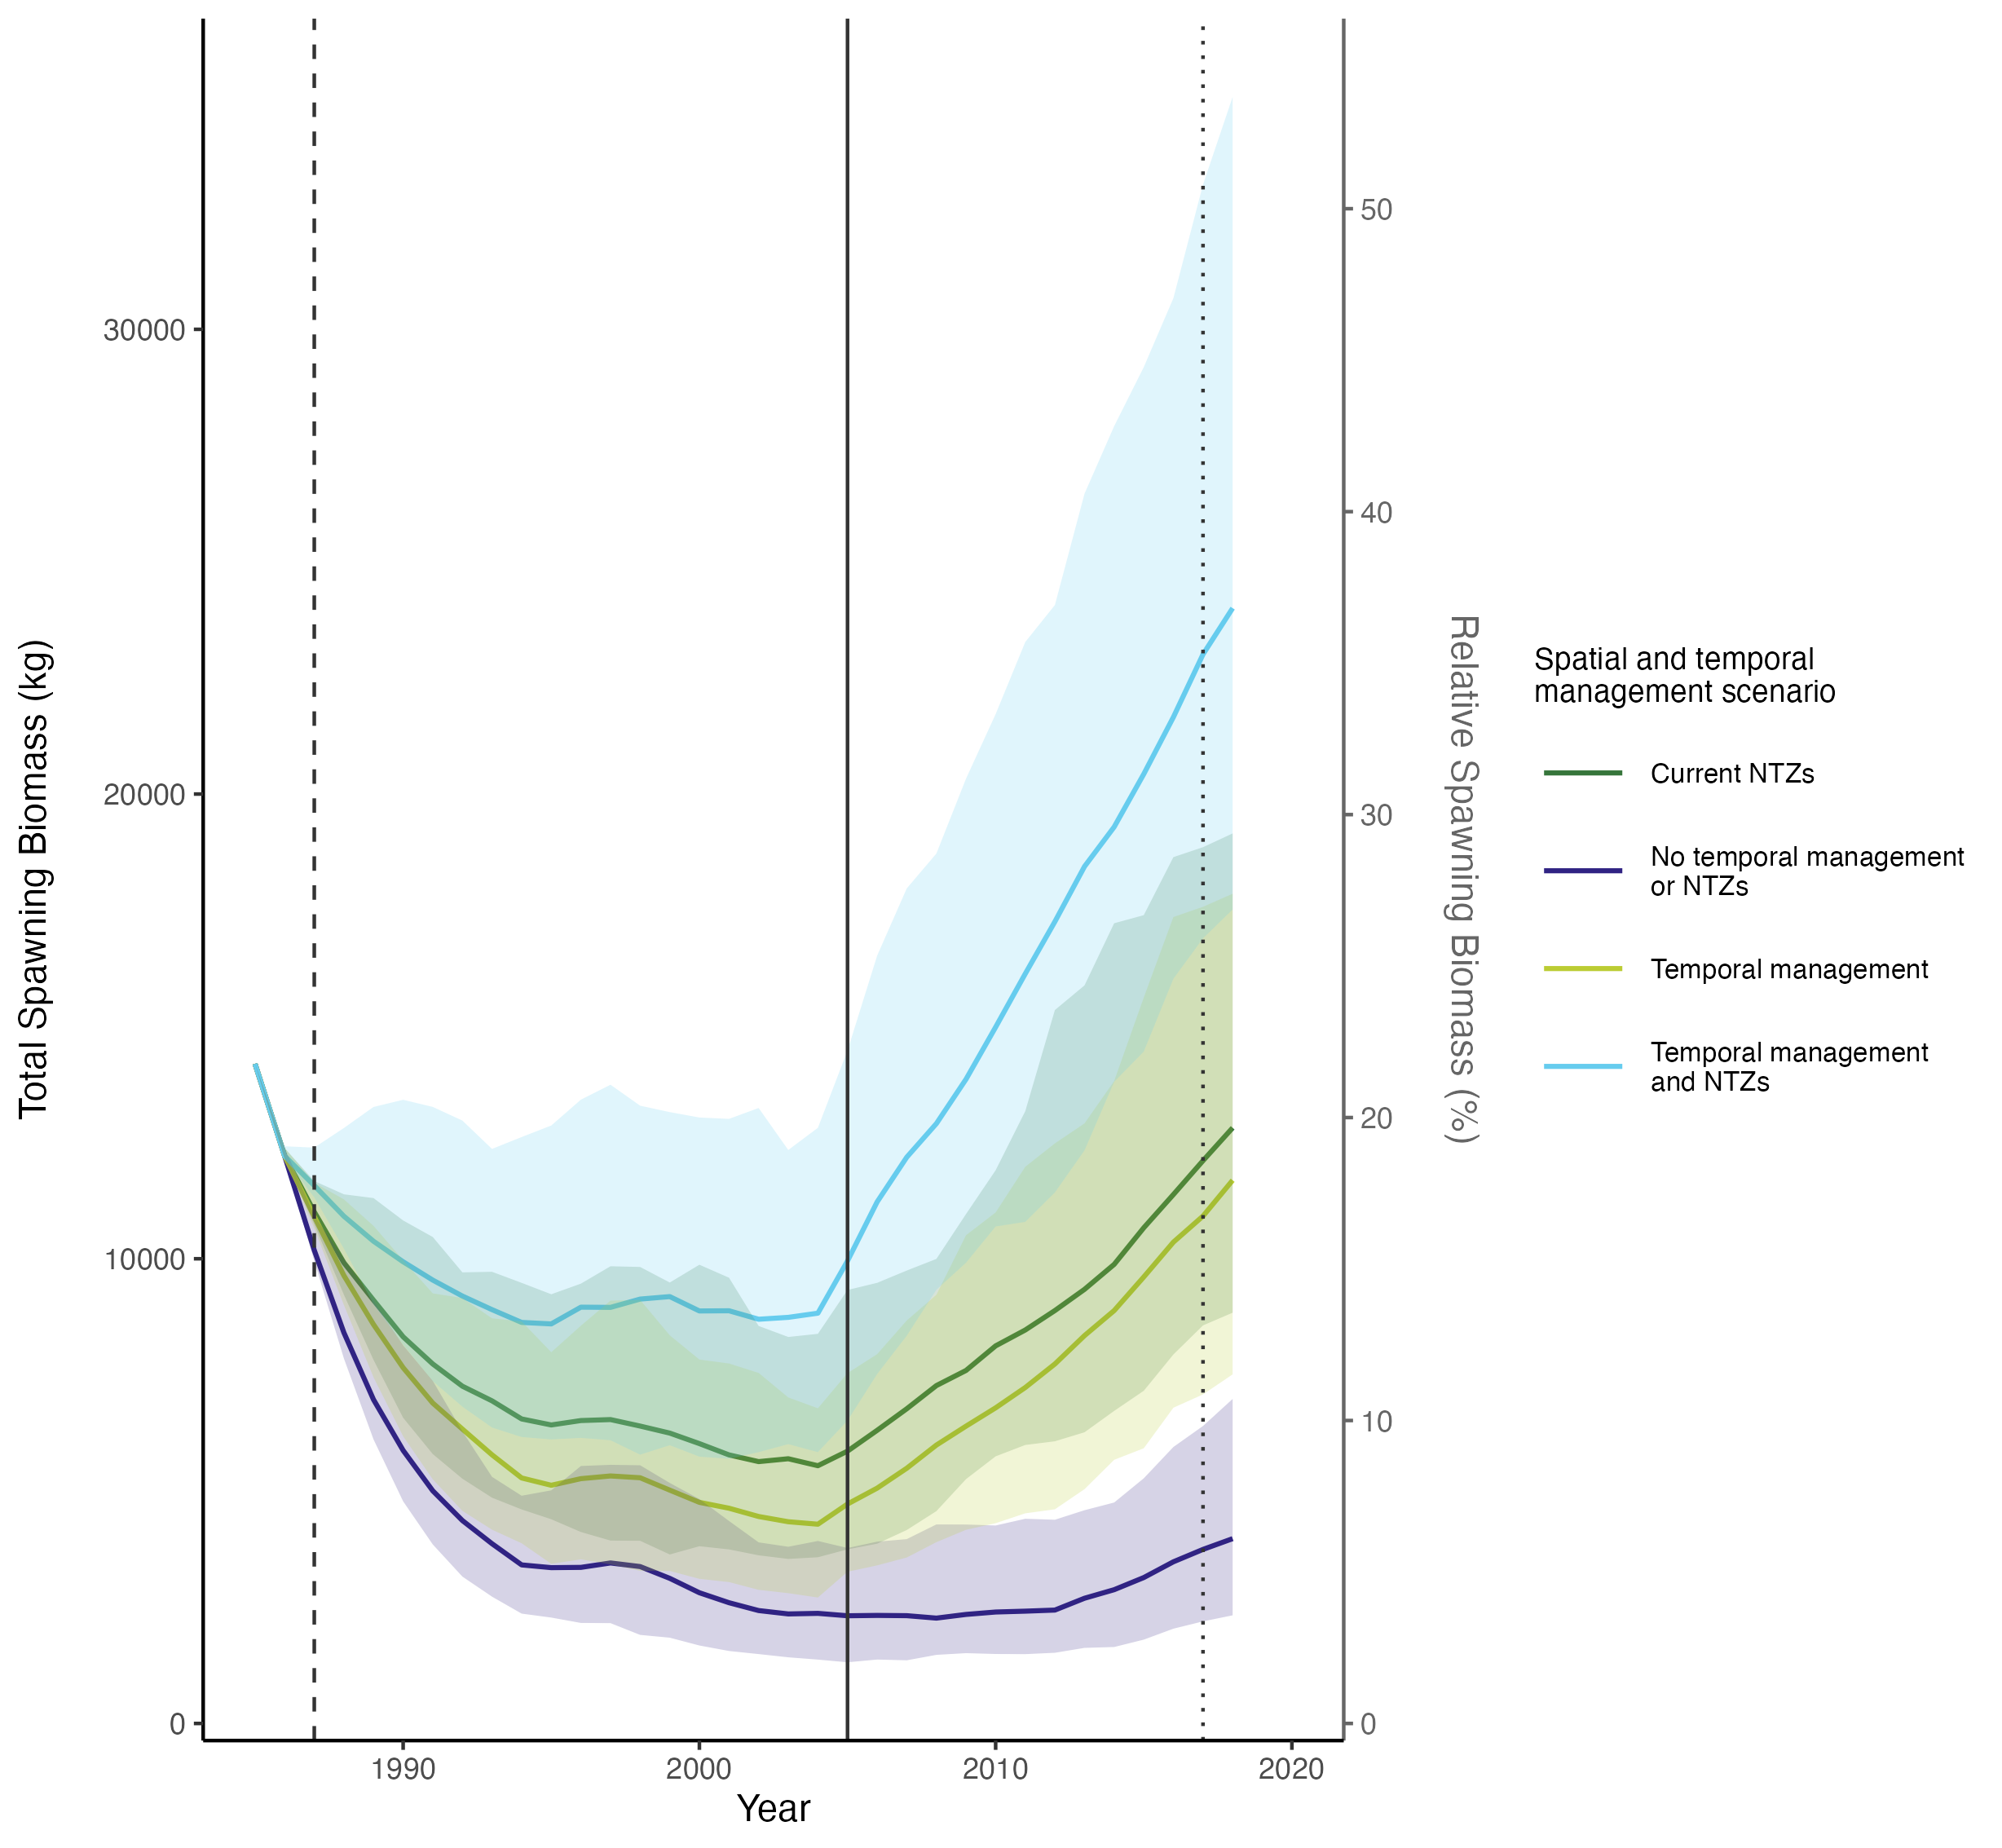 Total Spawning Biomass (kg)
30000
20000
10000
0
1990
2000
2010
2020
Year
50
40
30
20
10
0
Relative Spawning Biomass (%)
Spatial and temporal
management scenario
Current NTZs
No temporal management
or NTZs
Temporal management
Temporal management
and NTZs